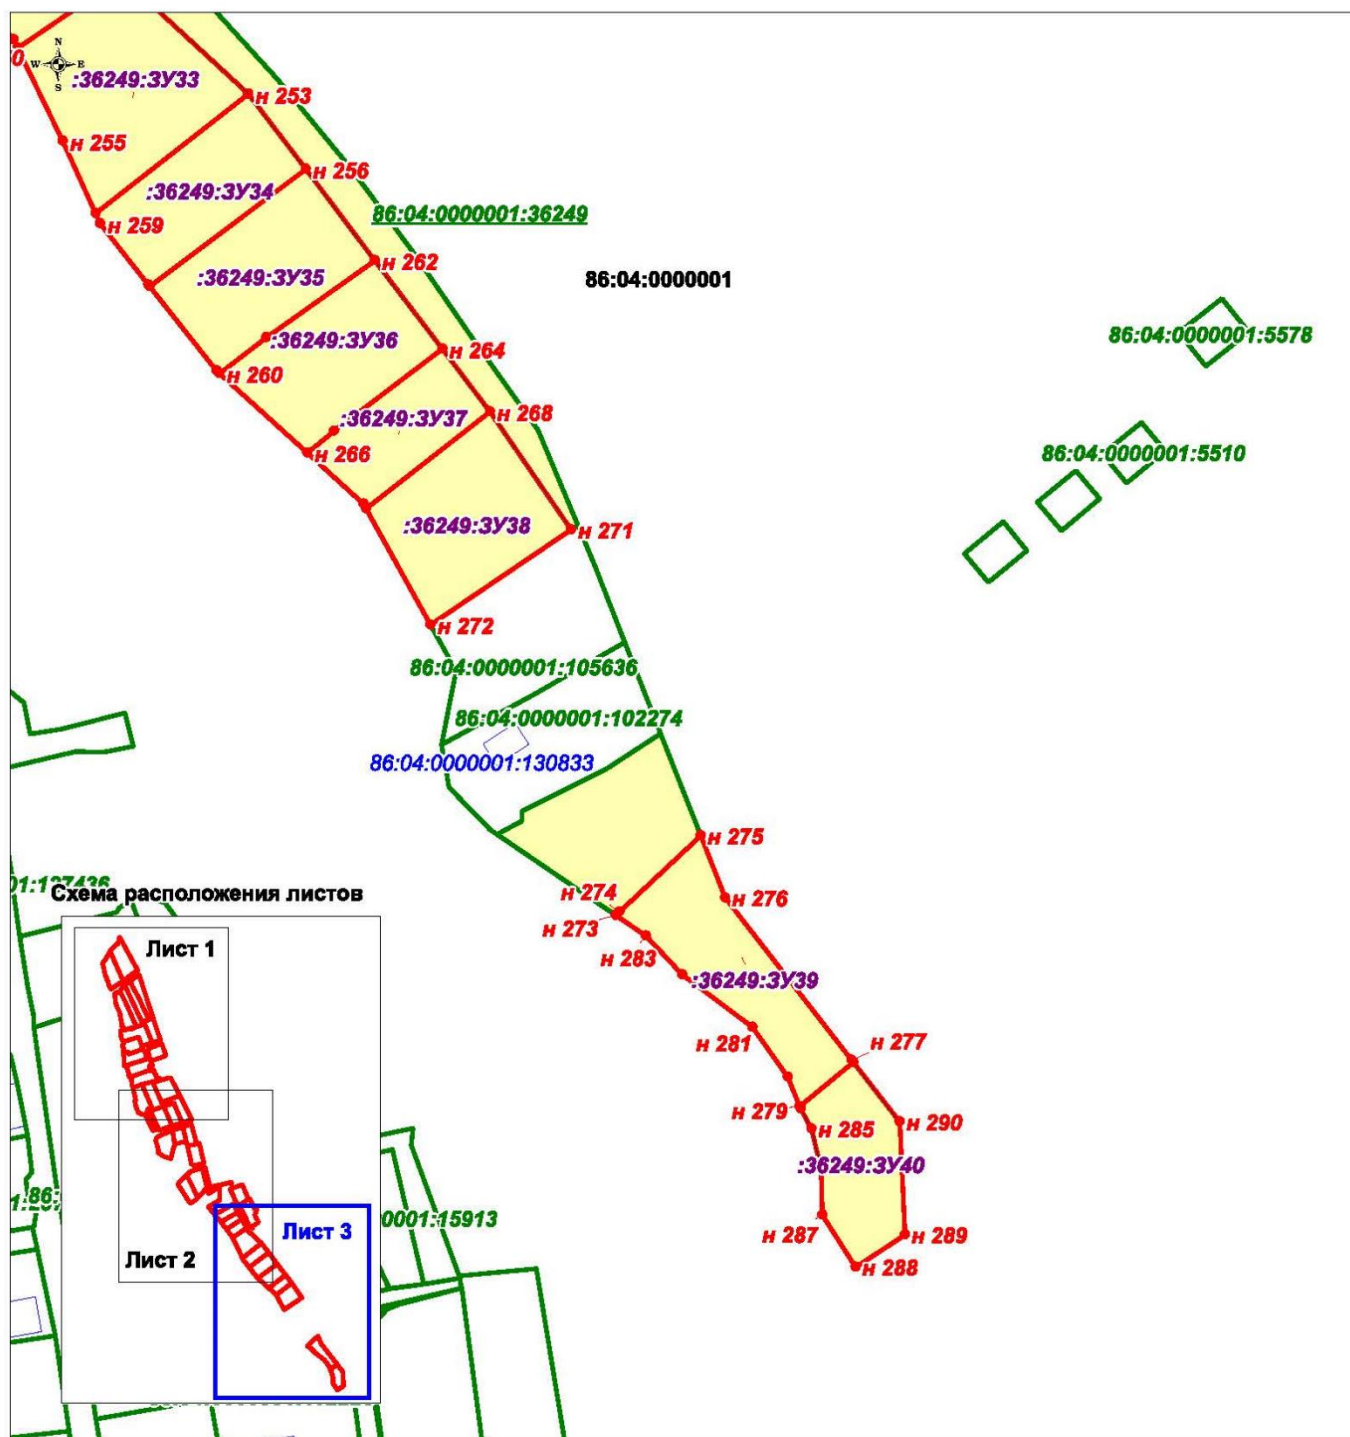 N
W E
S
:36249:ЗУ33
н 253
н 255
н 256
:36249:ЗУ34
86:04:0000001:36249
н 259
н 262
:36249:ЗУ35
86:04:0000001
86:04:0000001:5578
:36249:ЗУ36
н 264
н 260
н 268
:36249:ЗУ37
86:04:0000001:5510
н 266
:36249:ЗУ38
н 271
н 272
86:04:0000001:105636
86:04:0000001:102274
86:04:0000001:130833
н 275
н 274
н 276
н 273
н 283
:36249:ЗУ39
н 281
н 277
н 279
н 285
н 290
:36249:ЗУ40
н 287
н 289
н 288
Схема расположения листов
Лист 1
Лист 2
Лист 3
0001:15913